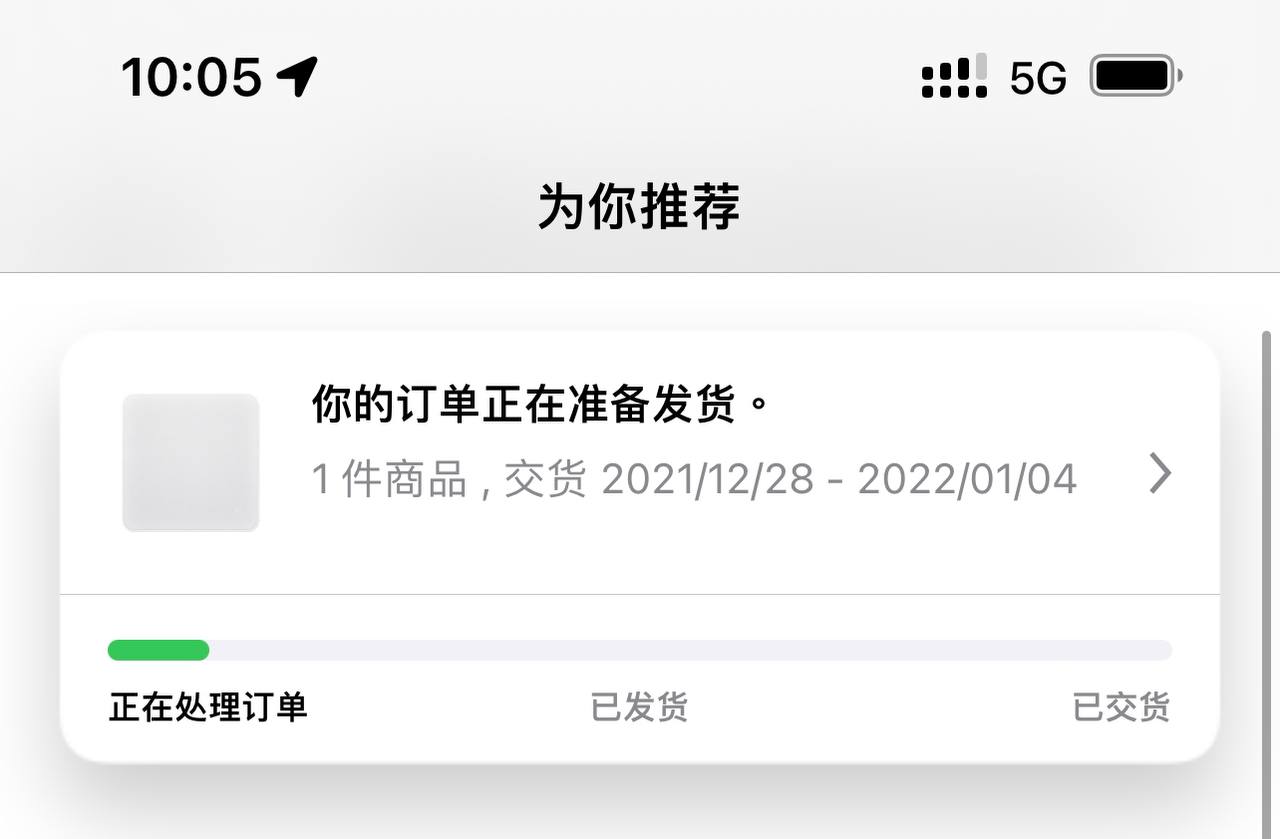 10:05 5G
为你推荐
你的订单正在准备发货。
1 件商品 , 交货 2021/12/28 - 2022/01/04
正在处理订单 已发货 已交货